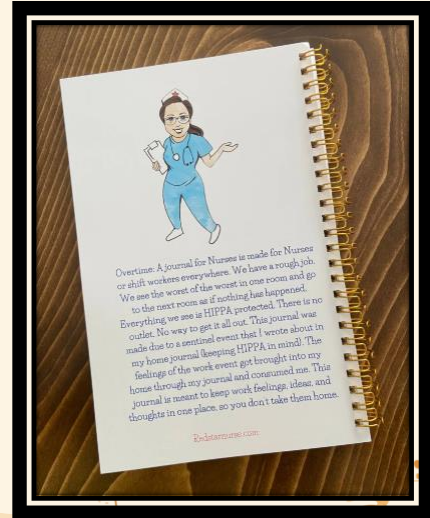 Overtime: A journal for Nurses is made for Nurses
or shift workers everywhere. We have a rough job.
We see the worst of the worst in one room and go
to the next room as if nothing has happened.
Everything we see is HIPPA protected. There is no
outlet. No way to get it all out. This journal was
made due to a sentinel event that I wrote about in
my home journal (keeping HIPPA in mind). The
feelings of the work event got brought into my
home through my journal and consumed me. This
journal is meant to keep work feelings, ideas, and
thoughts in one place, so you don't take them home.